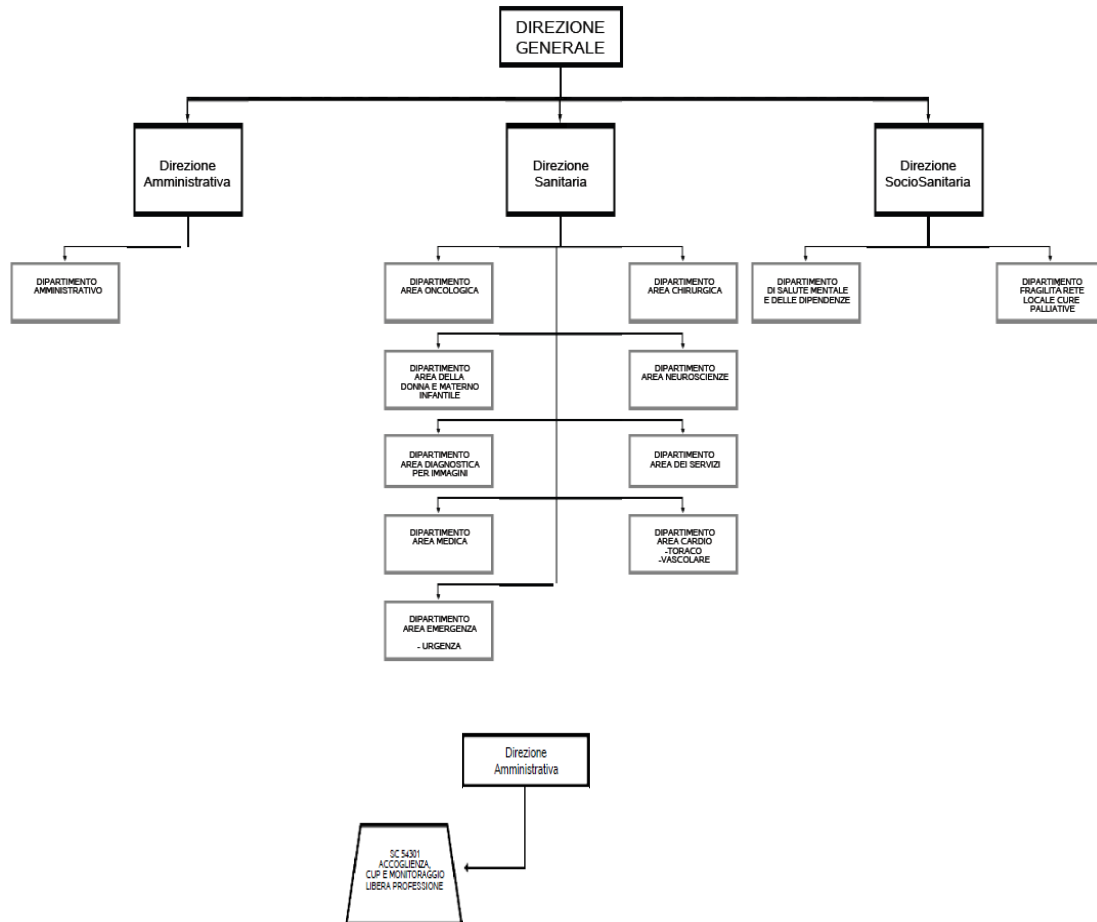 DIREZIONE
GENERALE
Direzione
Amministrativa
Direzione
Sanitaria
Direzione
SocioSanitaria
DIPARTIMENTO
AMMINISTRATIVO
DIPARTIMENTO
AREA ONCOLOGICA
DIPARTIMENTO
AREA CHIRURGICA
DIPARTIMENTO
DI SALUTE MENTALE
E DELLE DIPENDENZE
DIPARTIMENTO
FRAGILITÀ RETE
LOCALE CURE
PALLIATIVE
DIPARTIMENTO
AREA DELLA
DONNA E MATERNO
INFANTILE
DIPARTIMENTO
AREA NEUROSCIENZE
DIPARTIMENTO
AREA DIAGNOSTICA
PER IMMAGINI
DIPARTIMENTO
AREA DEI SERVIZI
DIPARTIMENTO
AREA MEDICA
DIPARTIMENTO
AREA CARDIO
-TORACO
-VASCOLARE
DIPARTIMENTO
AREA EMERGENZA
- URGENZA
Direzione
Amministrativa
SC 54301
ACCOGLIENZA,
CUP E MONITORAGGIO
LIBERA PROFESSIONE